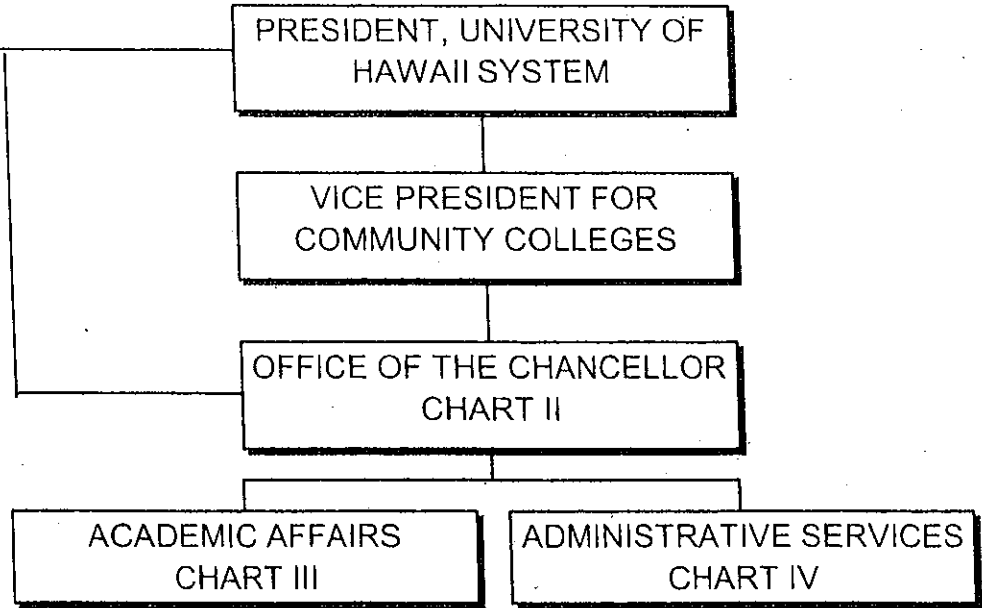 PRESIDENT, UNIVERSITY OF
HAWAII SYSTEM
VICE PRESIDENT FOR
COMMUNITY COLLEGES
OFFICE OF THE CHANCELLOR
CHART II
ACADEMIC AFFAIRS
CHART III
ADMINISTRATIVE SERVICES
CHART IV